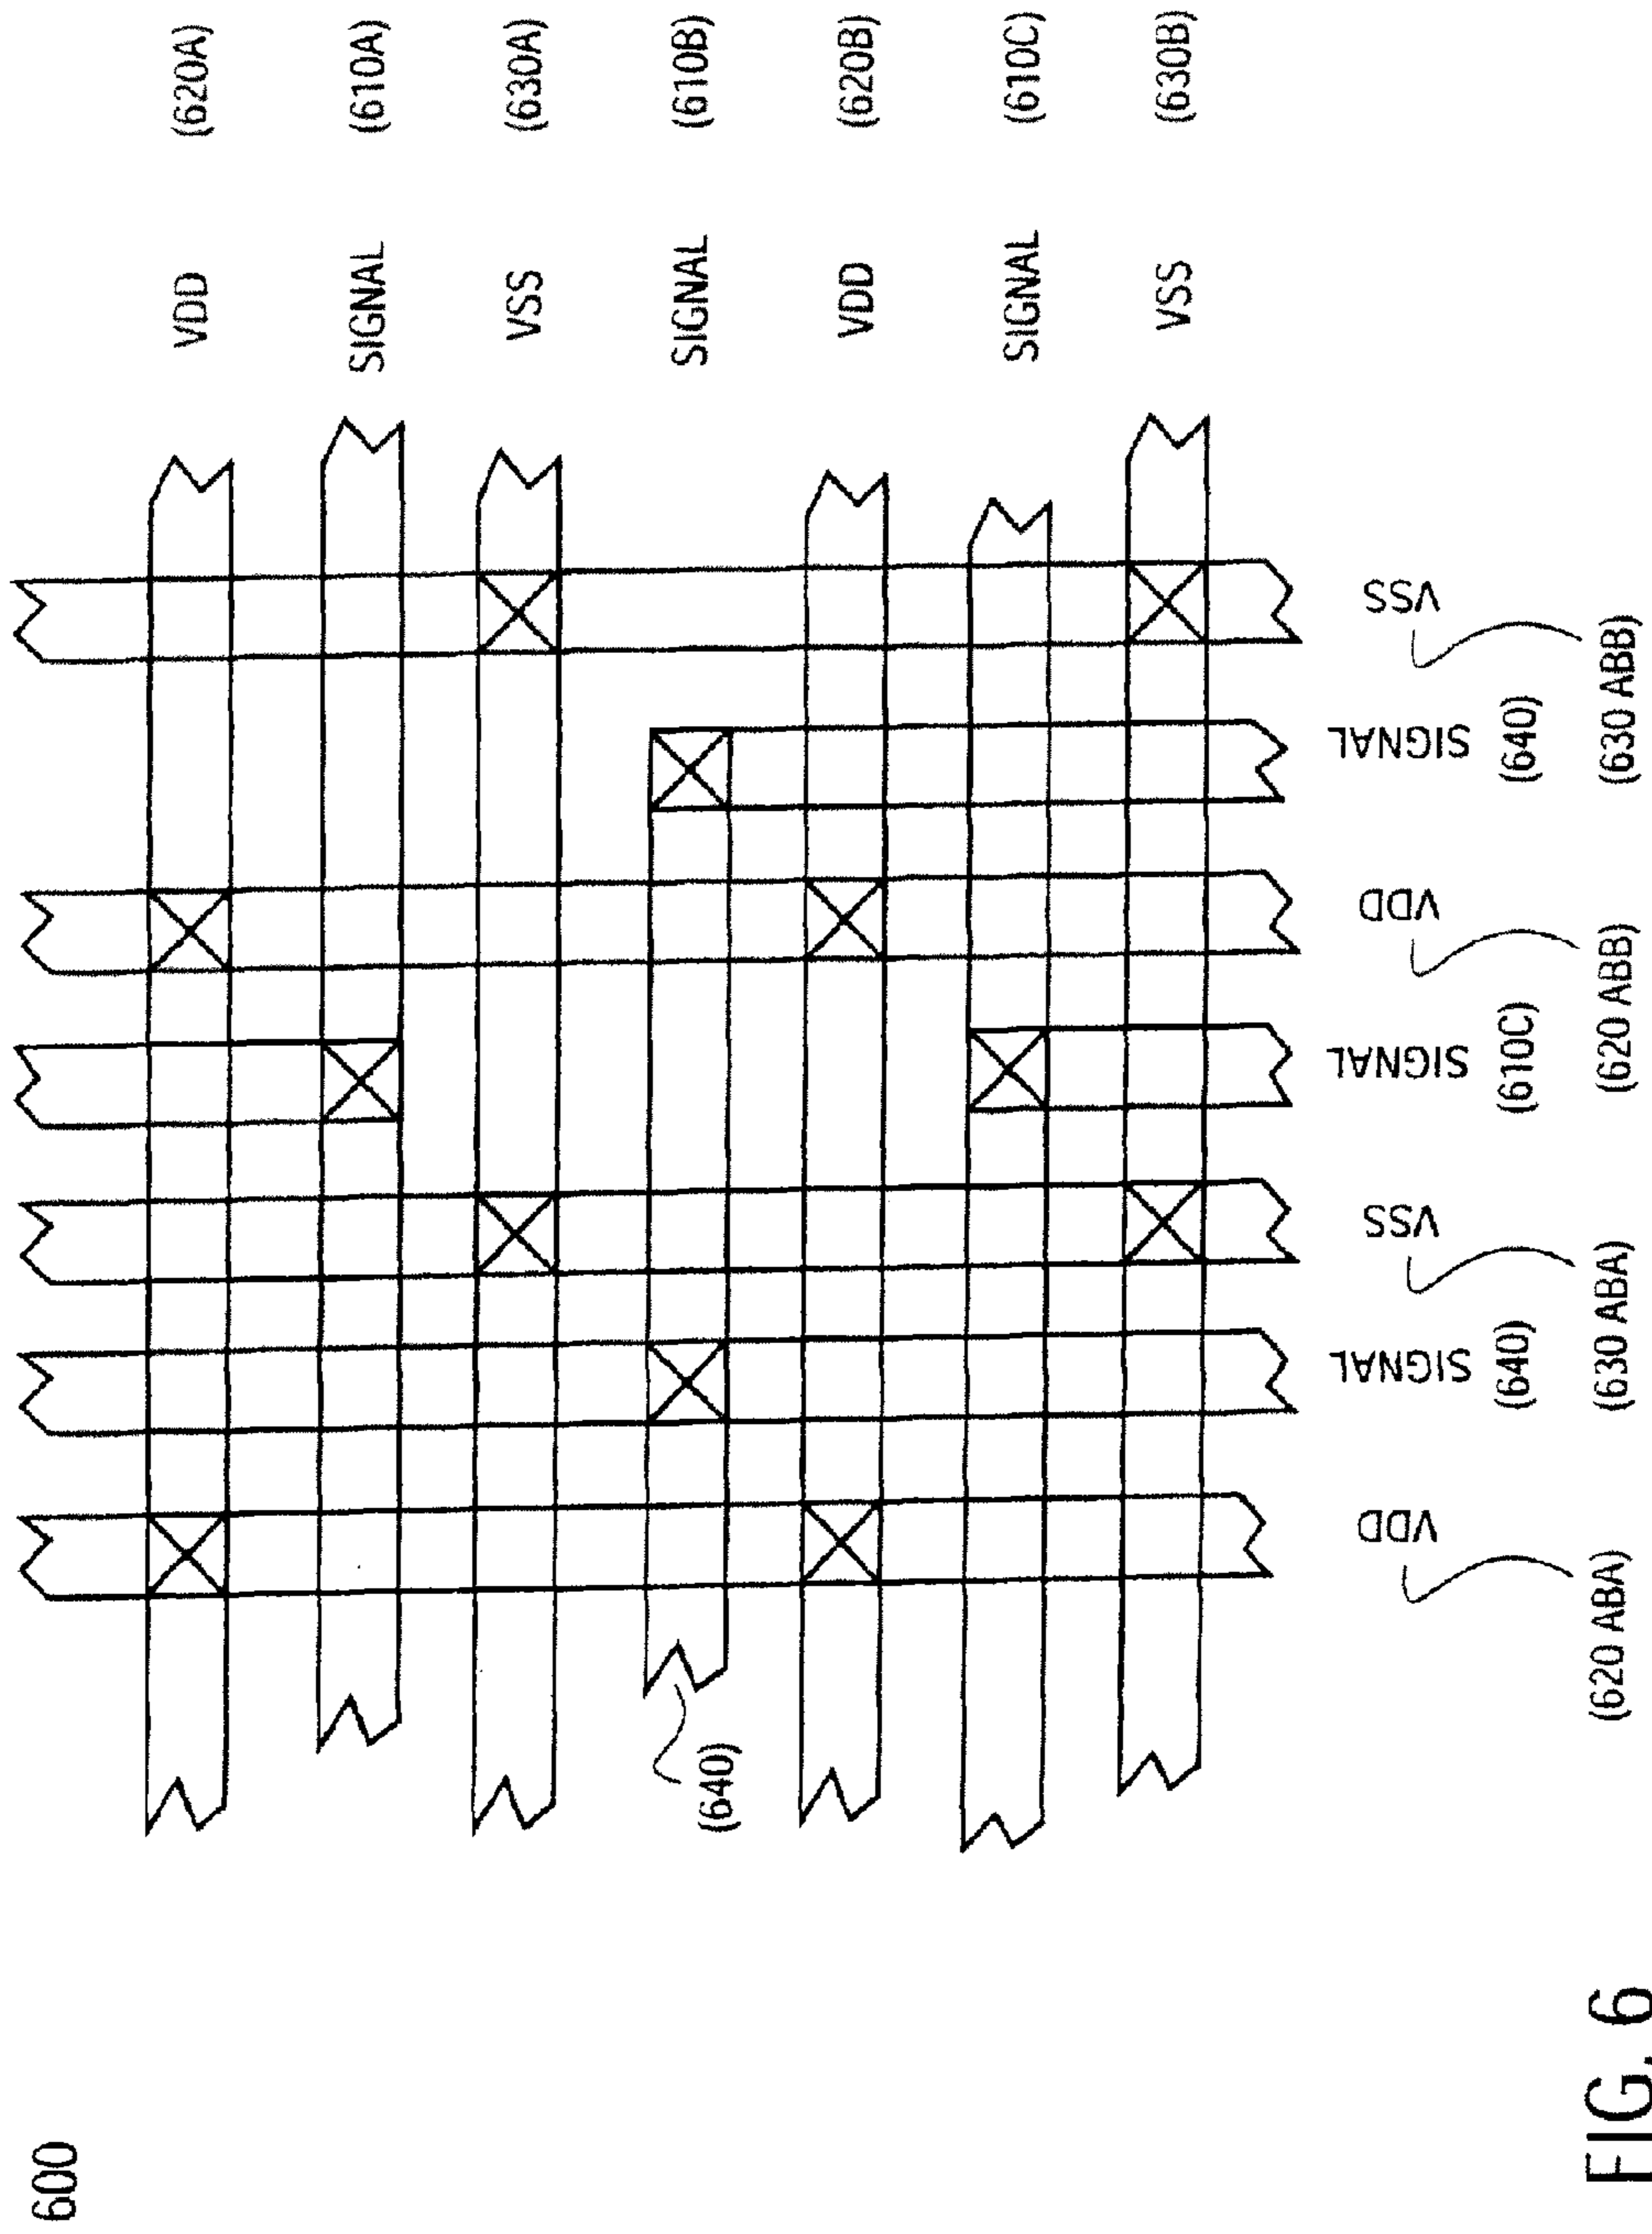 600
VDD (620A)
SIGNAL (610A)
VSS (630A)
SIGNAL (610B)
(640)
VDD (620B)
SIGNAL (610C)
VSS (630B)
VDD
SIGNAL
VSS
SIGNAL
VDD
SIGNAL
VSS
(640)
(610C)
(640)
(620 ABA)
(630 ABA)
(620 ABB)
(630 ABB)
FIG. 6